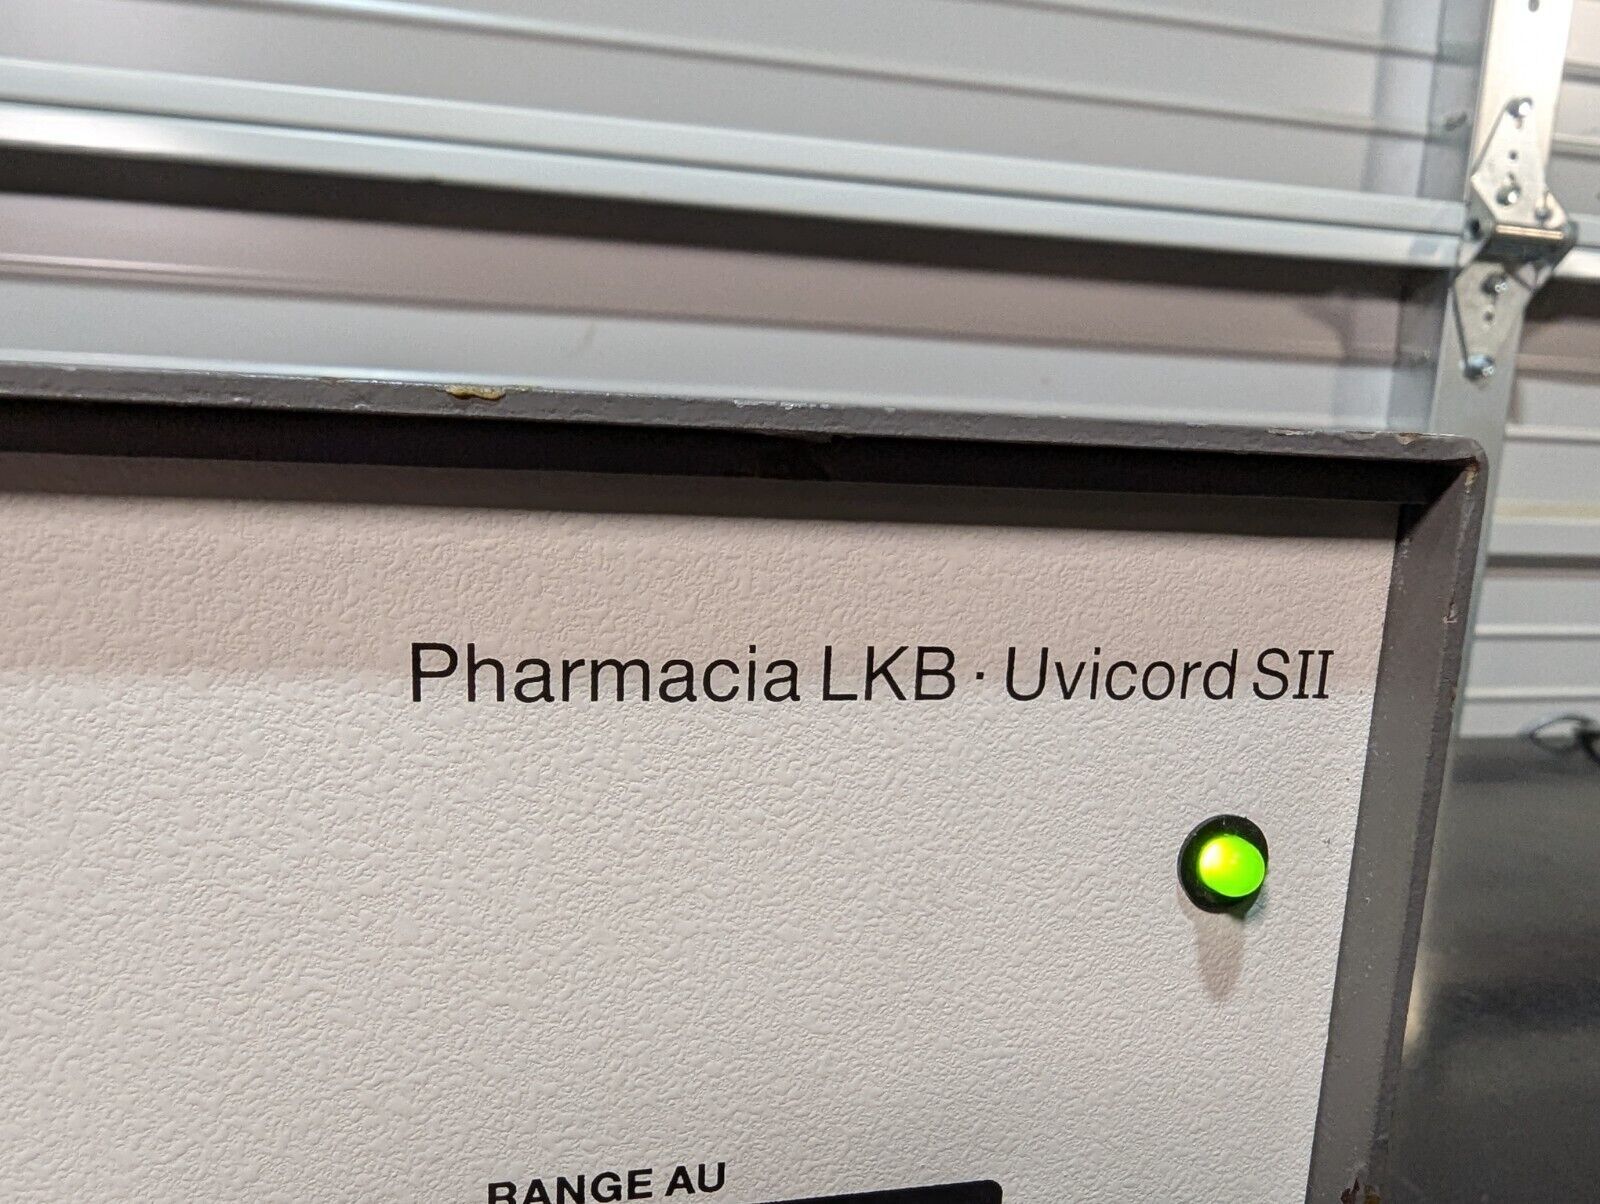 Pharmacia LKB · Uvicord SII
RANGE AU